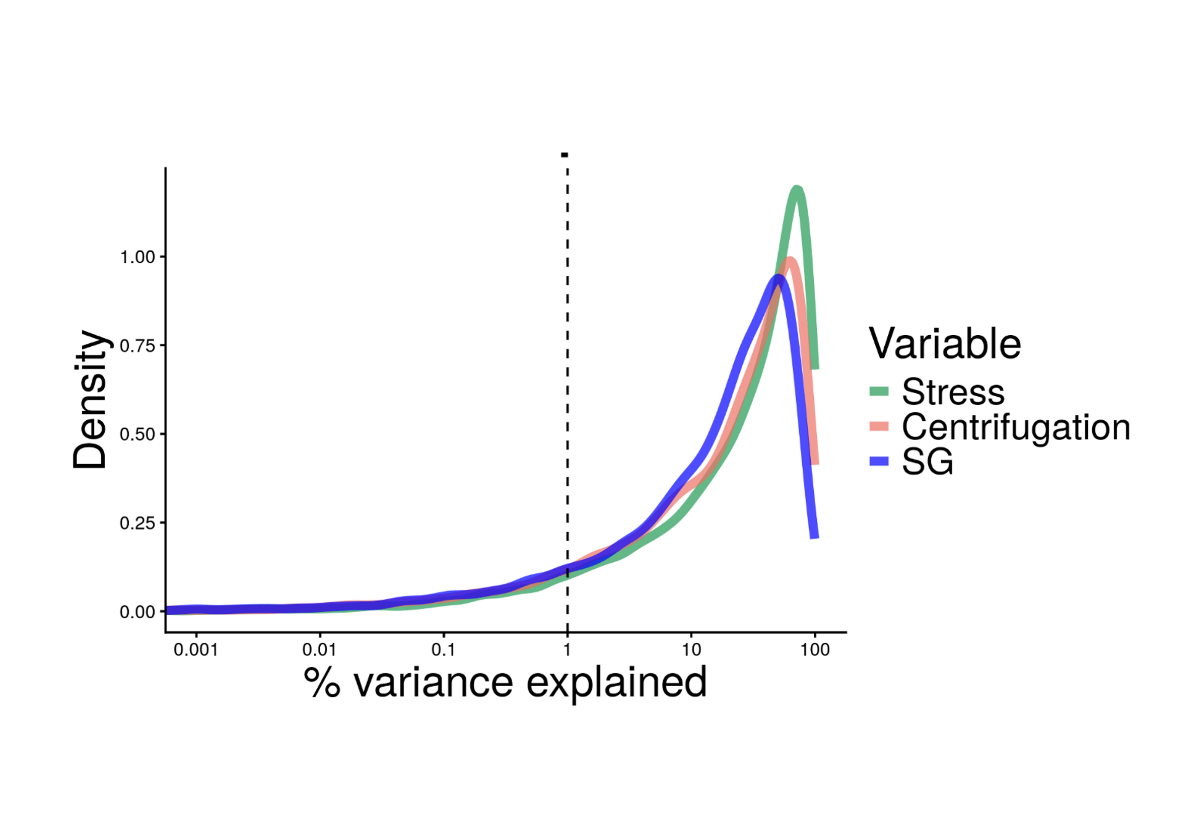 1.00
0.75
0.50
0.25
0.00
Density
0.001 0.01 0.1 1 10 100
% variance explained
Variable
Stress
Centrifugation
SG